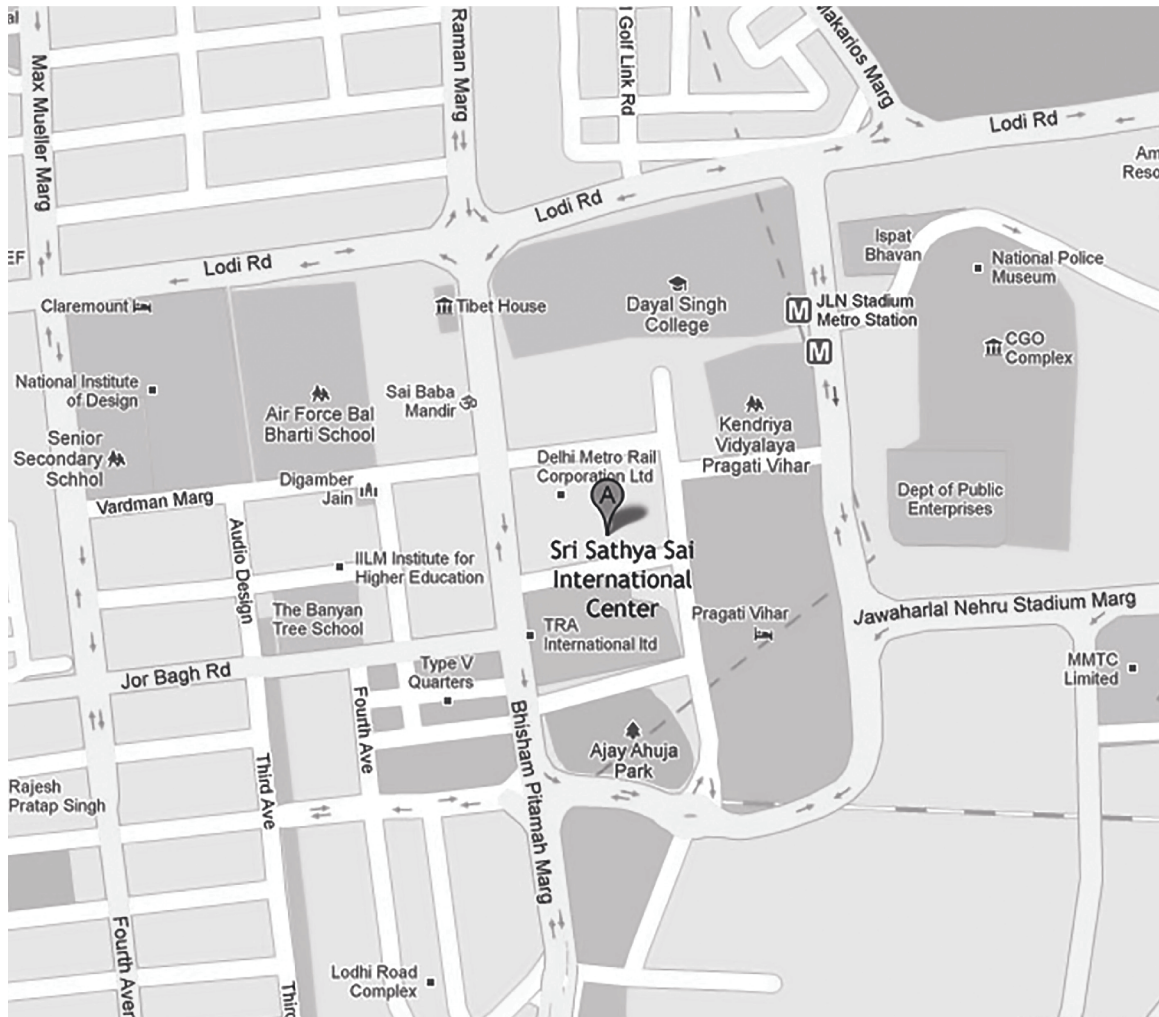 al
Max Mueller Marg
Raman Marg
Golf Link Rd
Makarios Marg
Lodi Rd
Am
Reso
Lodi Rd
Ispat
Bhavan
EF
Lodi Rd
National Police
Museum
Claremount
Tibet House
Dayal Singh
College
M
JLN Stadium
Metro Station
M
CGO
Complex
National Institute
of Design
Air Force Bal
Bharti School
Sai Baba
Mandir
Kendriya
Vidyalaya
Pragati Vihar
Senior
Secondary
Schhol
Delhi Metro Rail
Corporation Ltd
Digamber
Jain
Vardman Marg
A
Dept of Public
Enterprises
Audio Design
Sri Sathya Sai
International
Center
IILM Institute for
Higher Education
The Banyan
Tree School
Pragati Vihar
Jawaharlal Nehru Stadium Marg
TRA
International ltd
Jor Bagh Rd
Type V
Quarters
MMTC
Limited
Fourth Ave
Bhisham Pitamah Marg
Ajay Ahuja
Park
Third Ave
Rajesh
Pratap Singh
Fourth Aven
Lodhi Road
Complex
Third